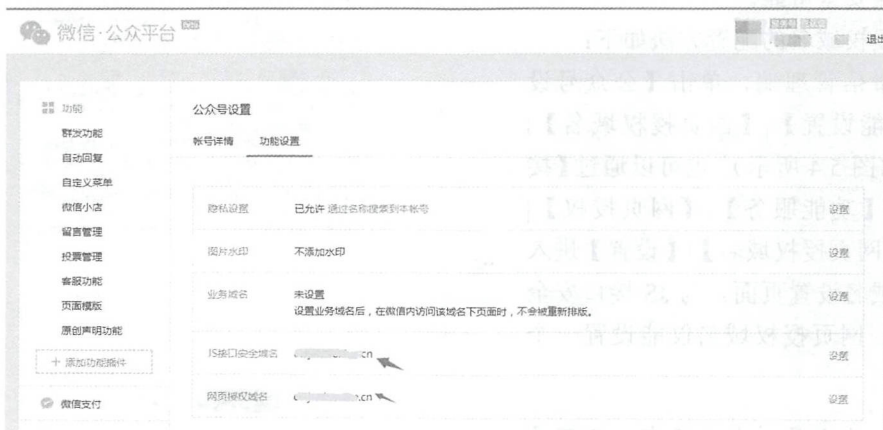 微信·公众平台
退出
功能
群发功能
自动回复
自定义菜单
微信小店
留言管理
投票管理
客服功能
页面模版
原创声明功能
+ 添加功能插件
微信支付
公众号设置
帐号详情 功能设置
隐私设置 已允许 通过名称搜索到本帐号 设置
图片水印 不添加水印 设置
业务域名 未设置 设置
设置业务域名后，在微信内访问该域名下页面时，不会被重新排版。
JS接口安全域名 .cn 设置
网页授权域名 .cn 设置